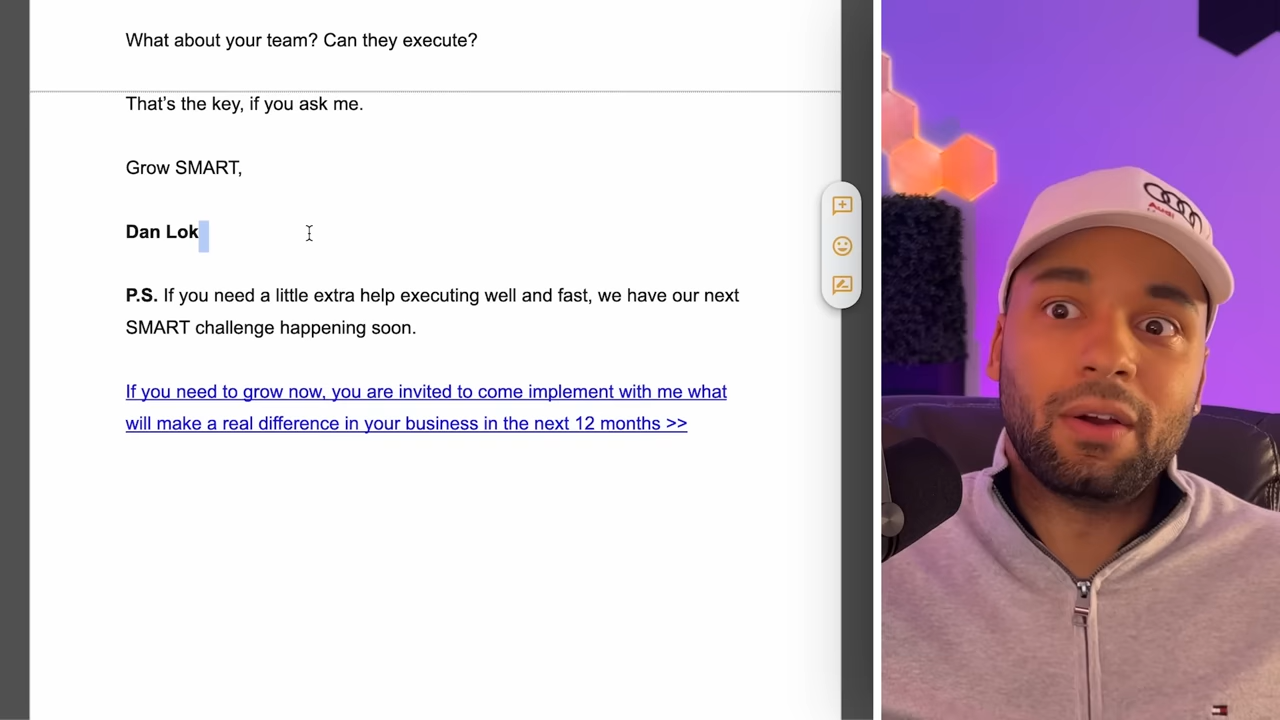 What about your team? Can they execute?
That's the key, if you ask me.
Grow SMART,
Dan Lok
P.S. If you need a little extra help executing well and fast, we have our next
SMART challenge happening soon.
If you need to grow now, you are invited to come implement with me what
will make a real difference in your business in the next 12 months >>
Audi